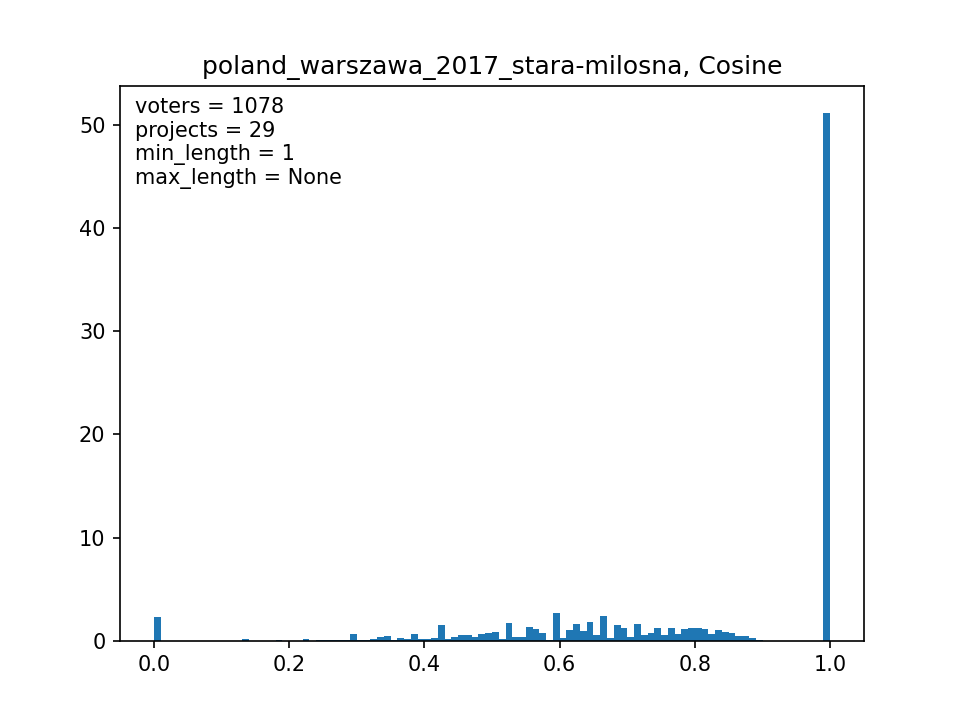 poland_warszawa_2017_stara-milosna, Cosine
voters = 1078
projects = 29
min_length = 1
max_length = None
50
40
30
20
10
0
0.0 0.2 0.4 0.6 0.8 1.0